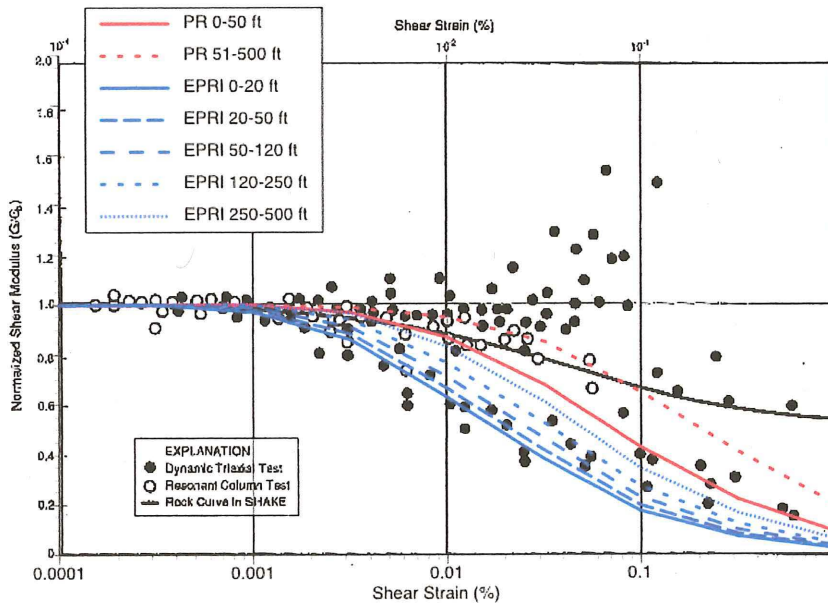 Shear Strain (%)
10⁻⁴
10²
10⁻¹
PR 0-50 ft
PR 51-500 ft
EPRI 0-20 ft
EPRI 20-50 ft
EPRI 50-120 ft
EPRI 120-250 ft
EPRI 250-500 ft
2.0
1.8
1.6
1.4
1.2
1.0
0.8
0.6
0.4
0.2
0
Normalized Shear Modulus (G/G₀)
EXPLANATION
Dynamic Triaxial Test
Resonant Column Test
Rock Curve in SHAKE
0.0001
0.001
0.01
0.1
Shear Strain (%)